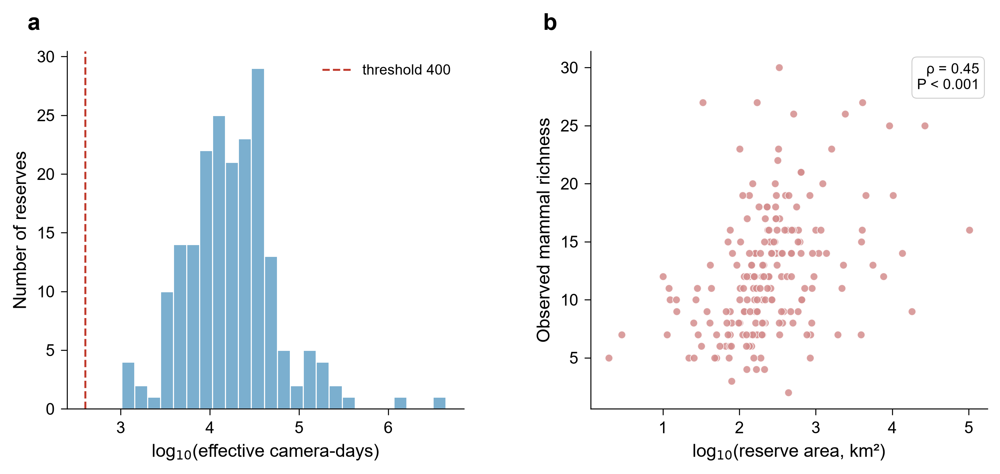 a
30
25
20
15
10
5
0
Number of reserves
threshold 400
3 4 5 6
log₁₀(effective camera-days)
b
30
25
20
15
10
5
Observed mammal richness
ρ = 0.45
P < 0.001
1 2 3 4 5
log₁₀(reserve area, km²)